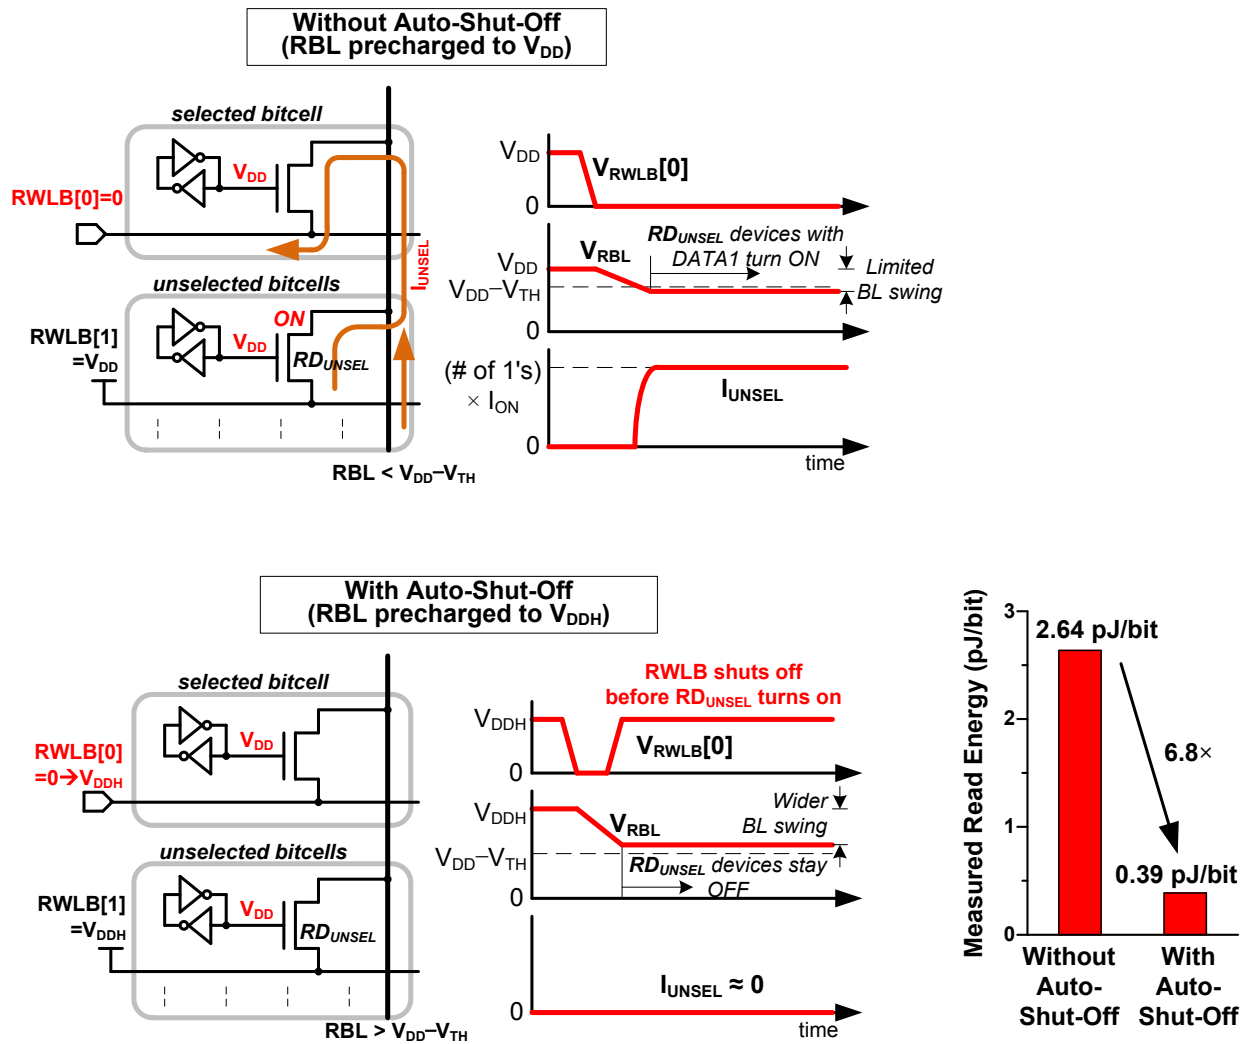 Without Auto-Shut-Off
(RBL precharged to VDD)
selected bitcell
VDD
RWLB[0]=0
IUNSEL
unselected bitcells
ON
RWLB[1]
=VDD
VDD
RDUNSEL
RBL < VDD–VTH
VDD
VRWLB[0]
0
VRBL
RDUNSEL devices with
DATA1 turn ON
VDD
VDD–VTH
0
Limited
BL swing
(# of 1's)
× ION
IUNSEL
0
time
With Auto-Shut-Off
(RBL precharged to VDDH)
selected bitcell
VDD
RWLB[0]
=0→VDDH
unselected bitcells
RWLB[1]
=VDDH
VDD
RDUNSEL
RBL > VDD–VTH
RWLB shuts off
before RDUNSEL turns on
VDDH
VRWLB[0]
0
VDDH
VRBL
Wider
BL swing
VDD–VTH
RDUNSEL devices stay
OFF
0
IUNSEL ≈ 0
0
time
Measured Read Energy (pJ/bit)
3
2
1
0
2.64 pJ/bit
6.8×
0.39 pJ/bit
Without
Auto-
Shut-Off
With
Auto-
Shut-Off